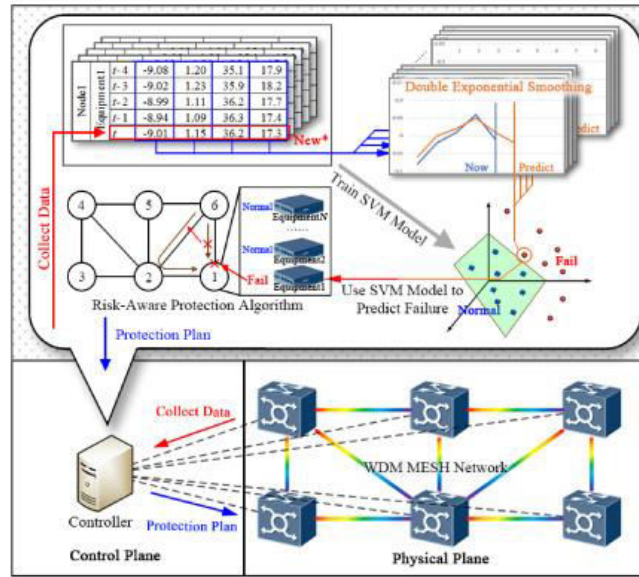 Node1
Equipment1
t- 4 -9.08 1.20 35.1 17.9
t- 3 -9.02 1.23 35.9 18.2
t- 2 -8.99 1.11 36.2 17.7
t-1 -8.94 1.09 36.3 17.4
t -9.01 1.15 36.2 17.3
New*
Double Exponential Smoothing
Now
Predict
Collect Data
Train SVM Model
4
5
6
3
2
1
Normal
EquipmentN
......
Normal
Equipment2
Fail
Equipment1
Risk-Aware Protection Algorithm
Fail
Normal
Use SVM Model to
Predict Failure
Protection Plan
Collect Data
WDM MESH Network
Controller
Protection Plan
Control Plane
Physical Plane